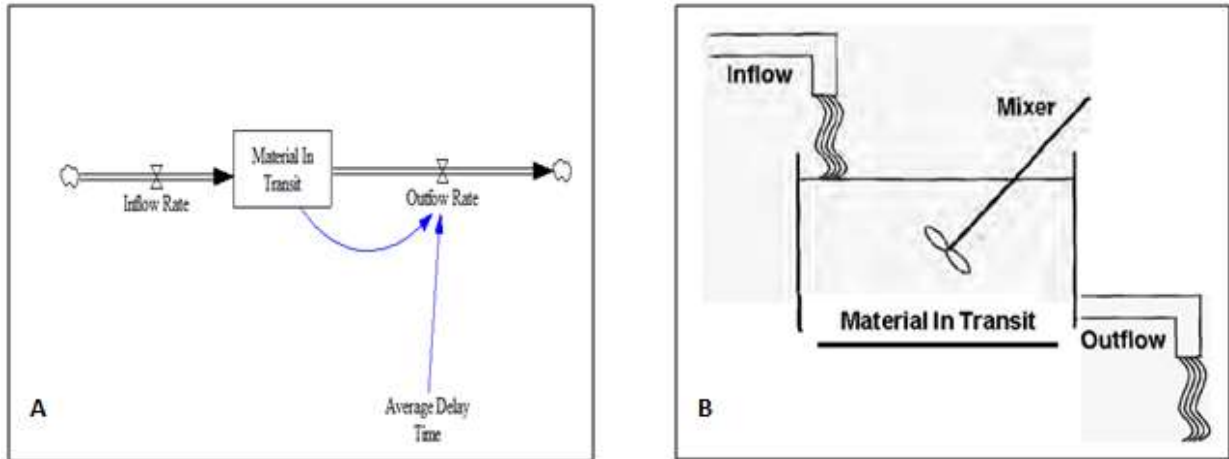 Material In
Transit
Inflow Rate
Outflow Rate
Average Delay
Time
A
Inflow
Mixer
Material In Transit
Outflow
B